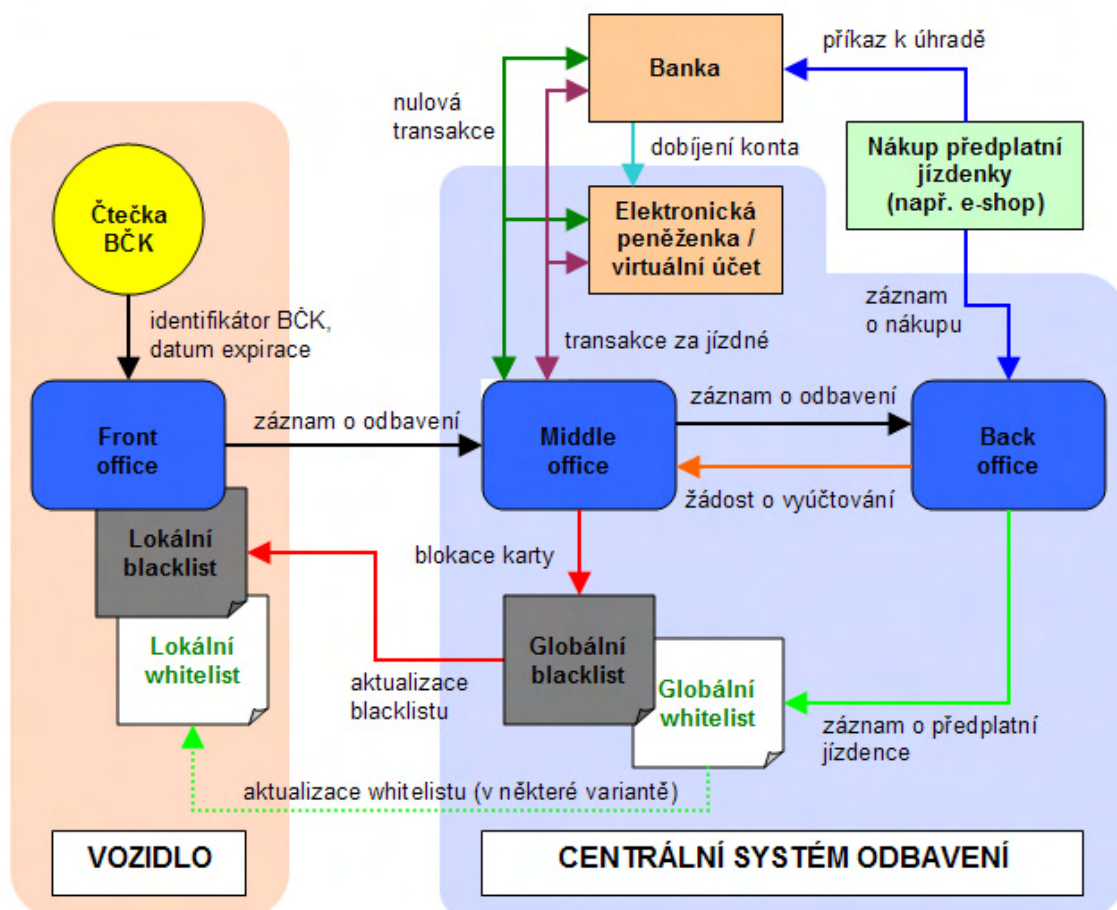 příkaz k úhradě
Banka
nulová
transakce
dobíjení konta
Nákup předplatní
jízdenky
(např. e-shop)
Čtečka
BČK
Elektronická
peněženka /
virtuální účet
identifikátor BČK,
datum expirace
záznam
o nákupu
transakce za jízdné
Front
office
záznam o odbavení
Middle
office
záznam o odbavení
Back
office
žádost o vyúčtování
Lokální
blacklist
blokace karty
Lokální
whitelist
Globální
blacklist
aktualizace
blacklistu
Globální
whitelist
záznam o předplatní
jízdence
aktualizace whitelistu (v některé variantě)
VOZIDLO
CENTRÁLNÍ SYSTÉM ODBAVENÍ